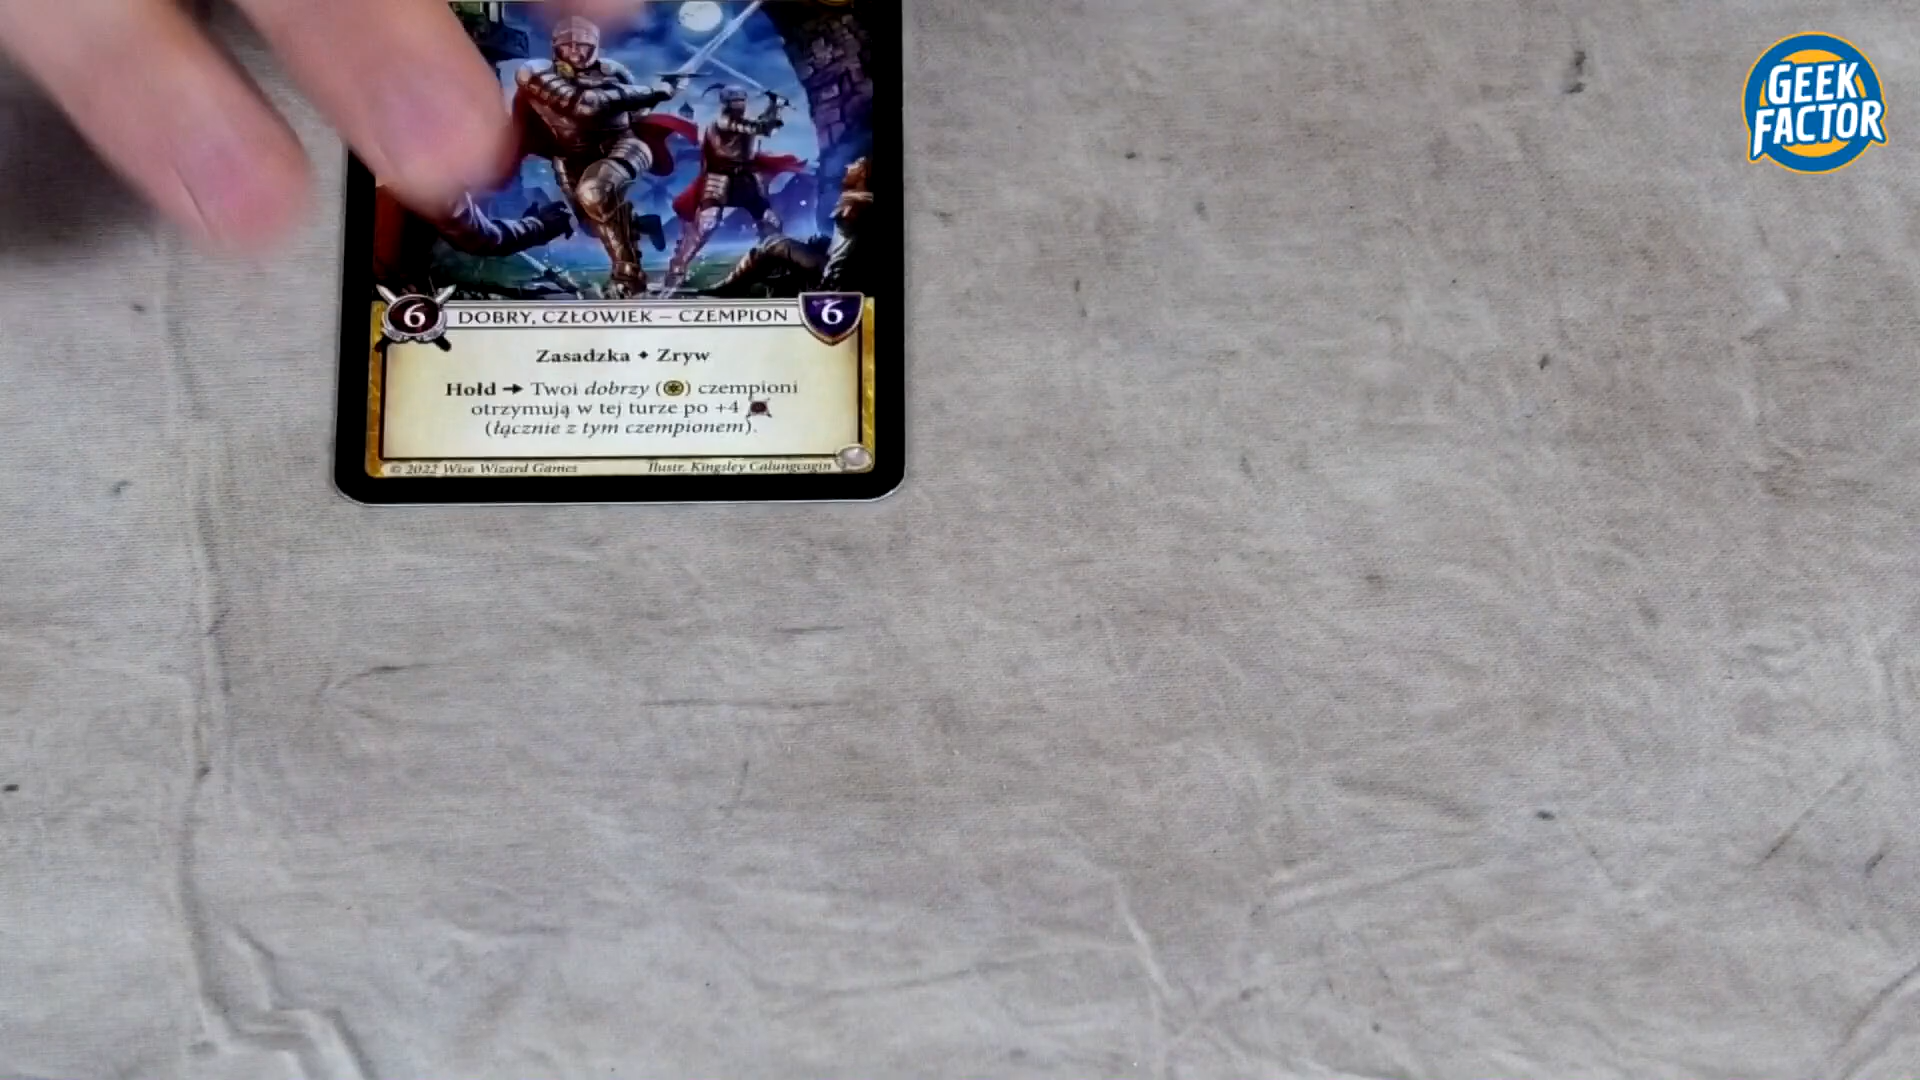 GEEK
FACTOR
6 DOBRY, CZŁOWIEK – CZEMPION 6
Zasadzka ✦ Zryw
Hołd ➔ Twoi dobrzy () czempioni
otrzymują w tej turze po +4
(łącznie z tym czempionem).
© 2022 Wise Wizard Games Ilustr. Kingsley Calungcagin